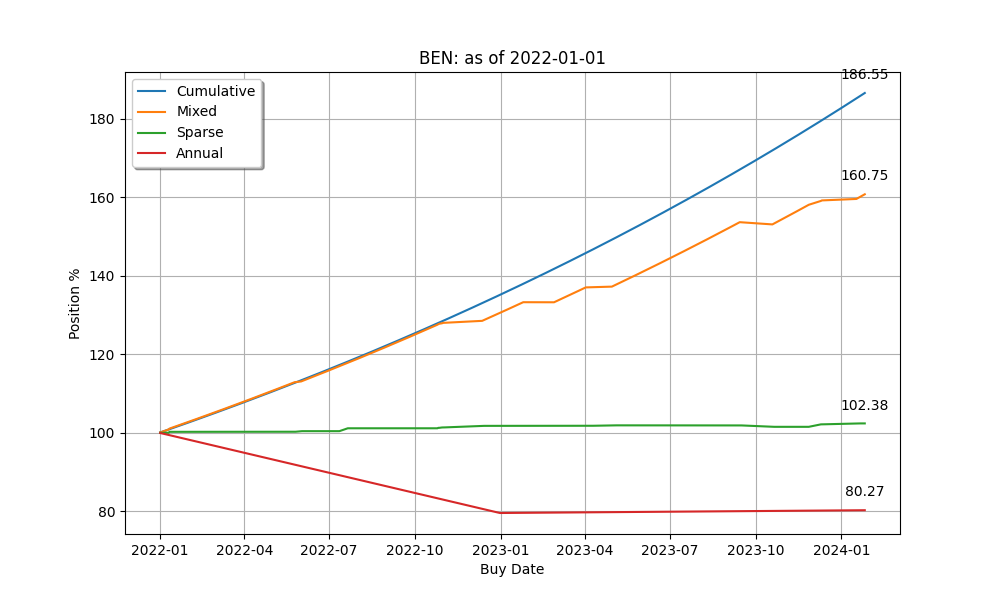 BEN: as of 2022-01-01
186.55
Cumulative
Mixed
Sparse
Annual
180
160.75
160
140
120
102.38
100
80.27
80
Position %
2022-01 2022-04 2022-07 2022-10 2023-01 2023-04 2023-07 2023-10 2024-01
Buy Date